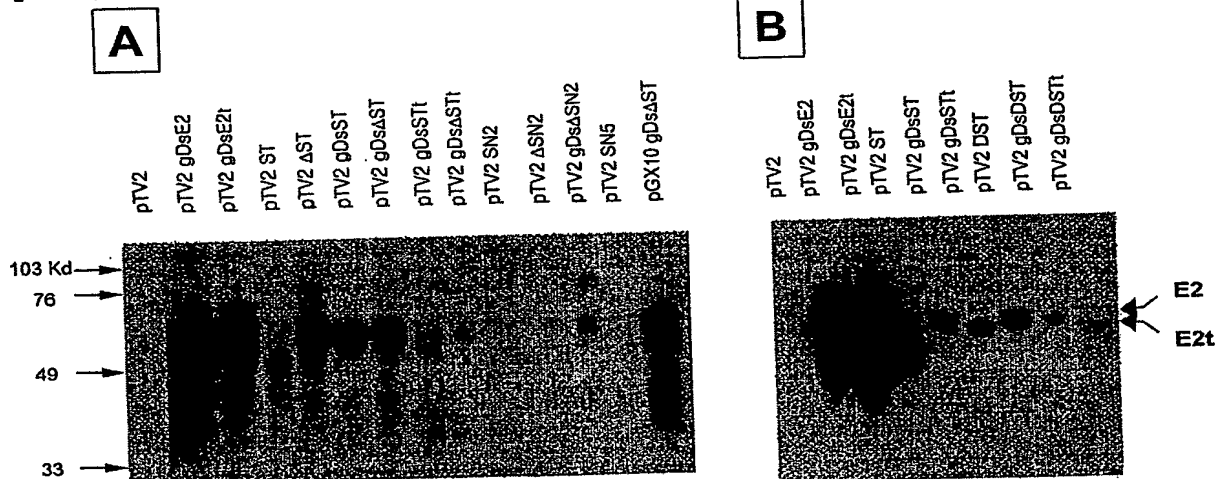 A
B
pTV2
pTV2 gDsE2
pTV2 gDsE2t
pTV2 ST
pTV2 ΔST
pTV2 gDsST
pTV2 gDsΔST
pTV2 gDsSTt
pTV2 gDsΔSTt
pTV2 SN2
pTV2 ΔSN2
pTV2 gDsΔSN2
pTV2 SN5
pGX10 gDsΔST
pTV2
pTV2 gDsE2
pTV2 gDsE2t
pTV2 ST
pTV2 gDsST
pTV2 gDsSTt
pTV2 DST
pTV2 gDsDST
pTV2 gDsDSTt
103 Kd
76
49
33
E2
E2t